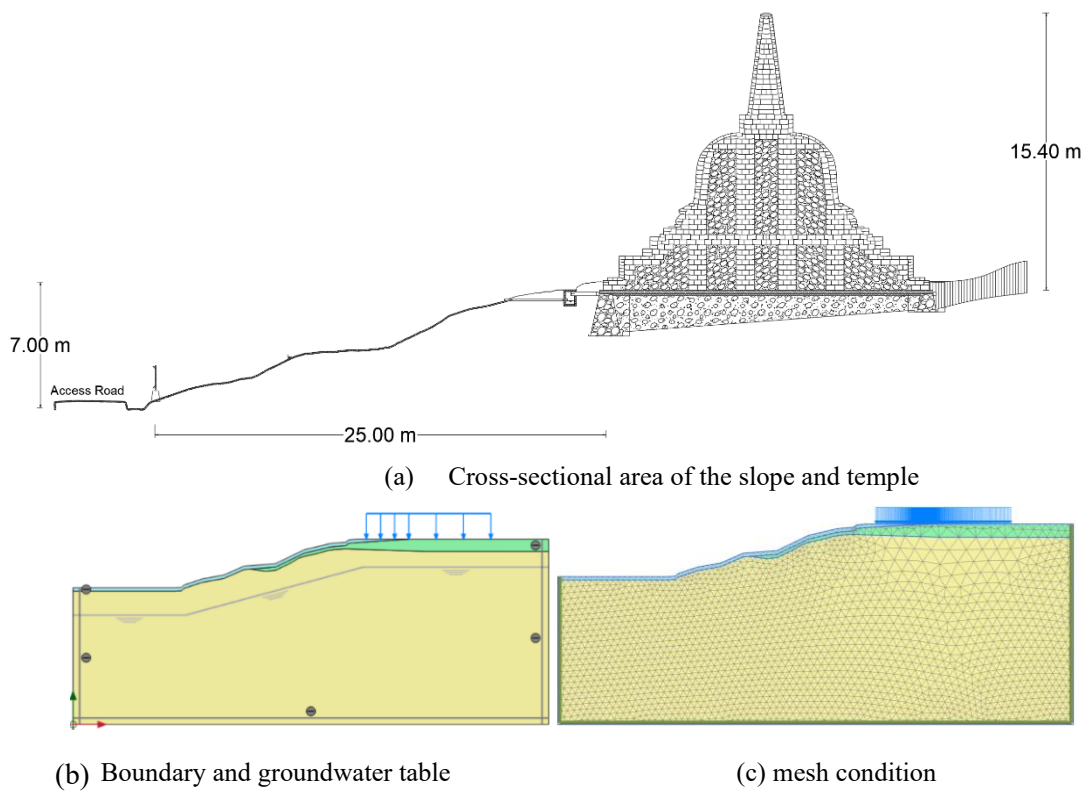 15.40 m
7.00 m
Access Road
25.00 m
(a) Cross-sectional area of the slope and temple
(b) Boundary and groundwater table
(c) mesh condition